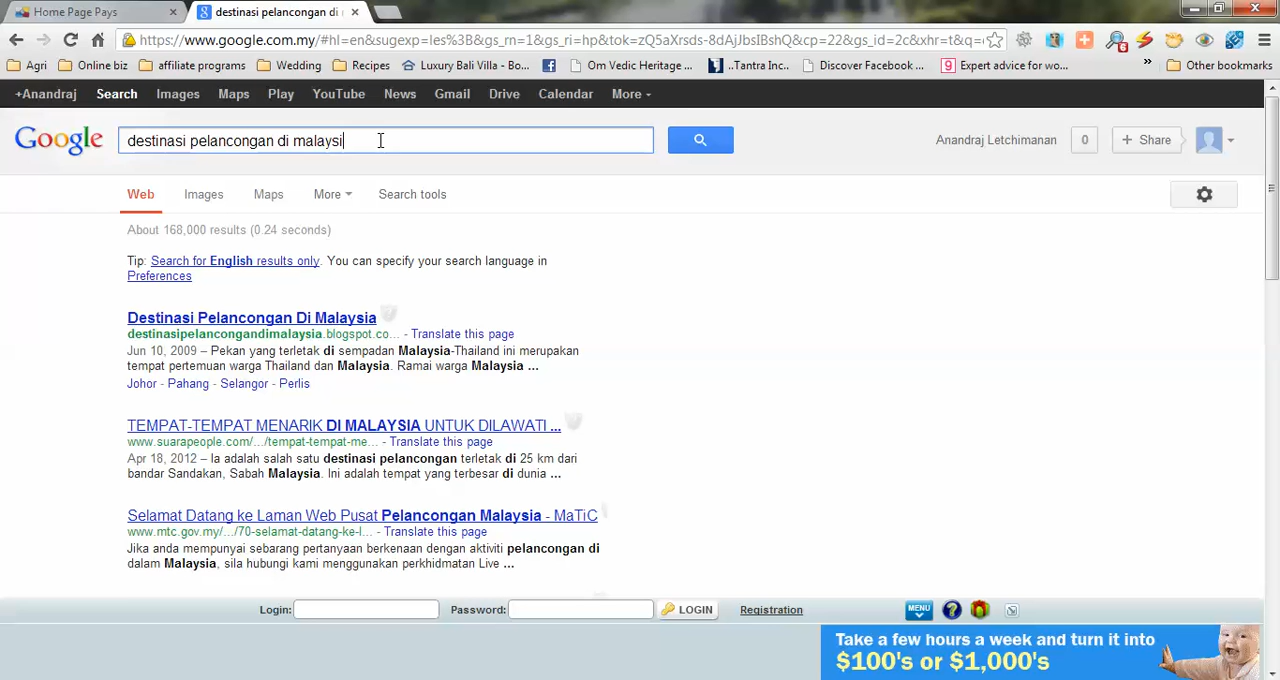 Home Page Pays
destinasi pelancongan di
https://www.google.com.my/#hl=en&sugexp=les%3B&gs_rn=1&gs_ri=hp&tok=zQ5aXrsds-8dAjJbsIBshQ&cp=22&gs_id=2c&xhr=t&q=
6
Agri
Online biz
affiliate programs
Wedding
Recipes
Luxury Bali Villa - Bo...
Om Vedic Heritage ...
..Tantra Inc..
Discover Facebook ...
9 Expert advice for wo...
»
Other bookmarks
+Anandraj Search Images Maps Play YouTube News Gmail Drive Calendar More
Google
destinasi pelancongan di malaysi
Anandraj Letchimanan
0
+ Share
Web Images Maps More Search tools
About 168,000 results (0.24 seconds)
Tip: Search for English results only. You can specify your search language in
Preferences
Destinasi Pelancongan Di Malaysia
destinasipelancongandimalaysia.blogspot.co... - Translate this page
Jun 10, 2009 – Pekan yang terletak di sempadan Malaysia-Thailand ini merupakan
tempat pertemuan warga Thailand dan Malaysia. Ramai warga Malaysia ...
Johor - Pahang - Selangor - Perlis
TEMPAT-TEMPAT MENARIK DI MALAYSIA UNTUK DILAWATI ...
www.suarapeople.com/.../tempat-tempat-me... - Translate this page
Apr 18, 2012 – Ia adalah salah satu destinasi pelancongan terletak di 25 km dari
bandar Sandakan, Sabah Malaysia. Ini adalah tempat yang terbesar di dunia ...
Selamat Datang ke Laman Web Pusat Pelancongan Malaysia - MaTiC
www.mtc.gov.my/.../70-selamat-datang-ke-l... - Translate this page
Jika anda mempunyai sebarang pertanyaan berkenaan dengan aktiviti pelancongan di
dalam Malaysia, sila hubungi kami menggunakan perkhidmatan Live ...
Login:
Password:
LOGIN
Registration
MENU
?
Take a few hours a week and turn it into
$100's or $1,000's